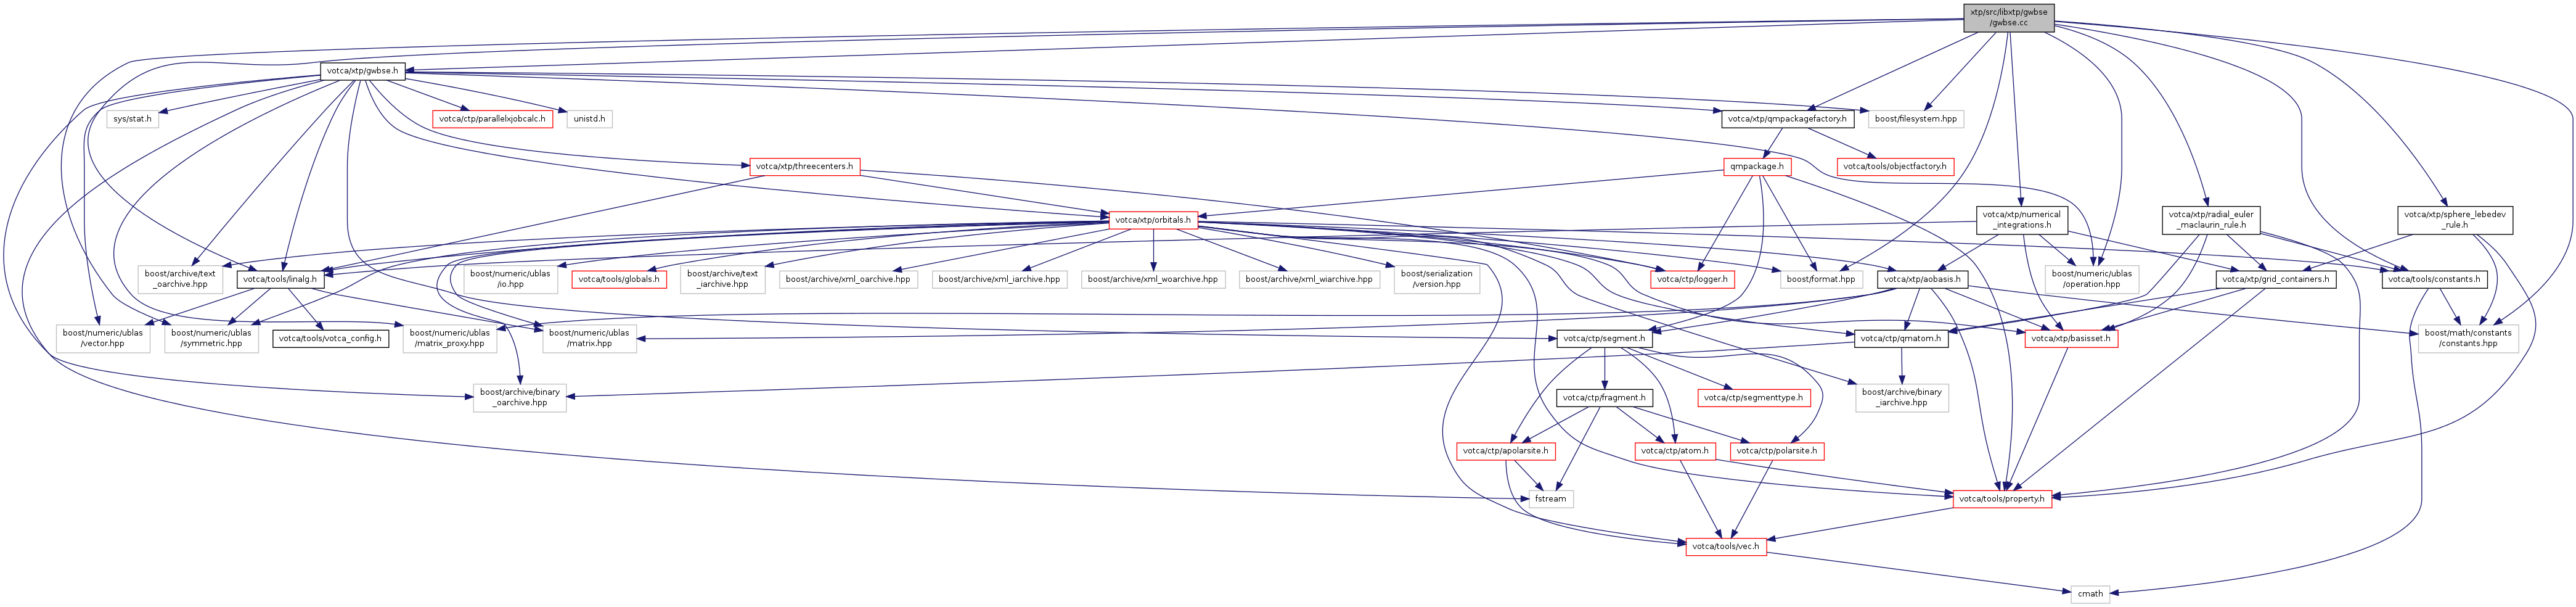 xtp/src/libxtp/gwbse
/gwbse.cc
votca/xtp/gwbse.h
sys/stat.h
votca/ctp/parallelxjobcalc.h
unistd.h
votca/xtp/qmpackagefactory.h
boost/filesystem.hpp
votca/xtp/threecenters.h
qmpackage.h
votca/tools/objectfactory.h
votca/xtp/orbitals.h
votca/xtp/numerical
_integrations.h
votca/xtp/radial_euler
_maclaurin_rule.h
votca/xtp/sphere_lebedev
_rule.h
boost/archive/text
_oarchive.hpp
votca/tools/linalg.h
boost/numeric/ublas
/io.hpp
votca/tools/globals.h
boost/archive/text
_iarchive.hpp
boost/archive/xml_oarchive.hpp
boost/archive/xml_iarchive.hpp
boost/archive/xml_woarchive.hpp
boost/archive/xml_wiarchive.hpp
boost/serialization
/version.hpp
votca/ctp/logger.h
boost/format.hpp
votca/xtp/aobasis.h
boost/numeric/ublas
/operation.hpp
votca/xtp/grid_containers.h
votca/tools/constants.h
boost/numeric/ublas
/vector.hpp
boost/numeric/ublas
/symmetric.hpp
votca/tools/votca_config.h
boost/numeric/ublas
/matrix_proxy.hpp
boost/numeric/ublas
/matrix.hpp
votca/ctp/segment.h
votca/ctp/qmatom.h
votca/xtp/basisset.h
boost/math/constants
/constants.hpp
boost/archive/binary
_oarchive.hpp
votca/ctp/fragment.h
votca/ctp/segmenttype.h
boost/archive/binary
_iarchive.hpp
votca/ctp/apolarsite.h
votca/ctp/atom.h
votca/ctp/polarsite.h
fstream
votca/tools/property.h
votca/tools/vec.h
cmath